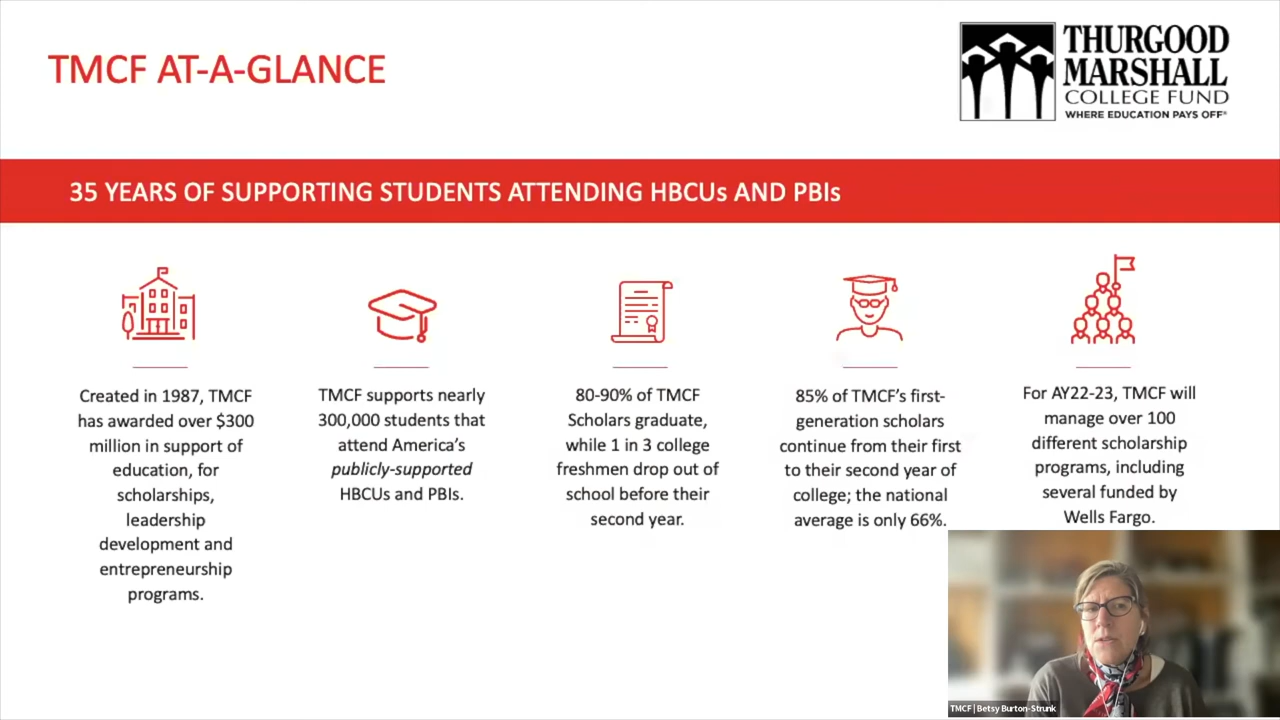 TMCF AT-A-GLANCE
THURGOOD
MARSHALL
COLLEGE FUND
WHERE EDUCATION PAYS OFF®
35 YEARS OF SUPPORTING STUDENTS ATTENDING HBCUs AND PBIs
Created in 1987, TMCF
has awarded over $300
million in support of
education, for
scholarships,
leadership
development and
entrepreneurship
programs.
TMCF supports nearly
300,000 students that
attend America’s
publicly-supported
HBCUs and PBIs.
80-90% of TMCF
Scholars graduate,
while 1 in 3 college
freshmen drop out of
school before their
second year.
85% of TMCF’s first-
generation scholars
continue from their first
to their second year of
college; the national
average is only 66%.
For AY22-23, TMCF will
manage over 100
different scholarship
programs, including
several funded by
Wells Fargo.
TMCF | Betsy Burton-Strunk